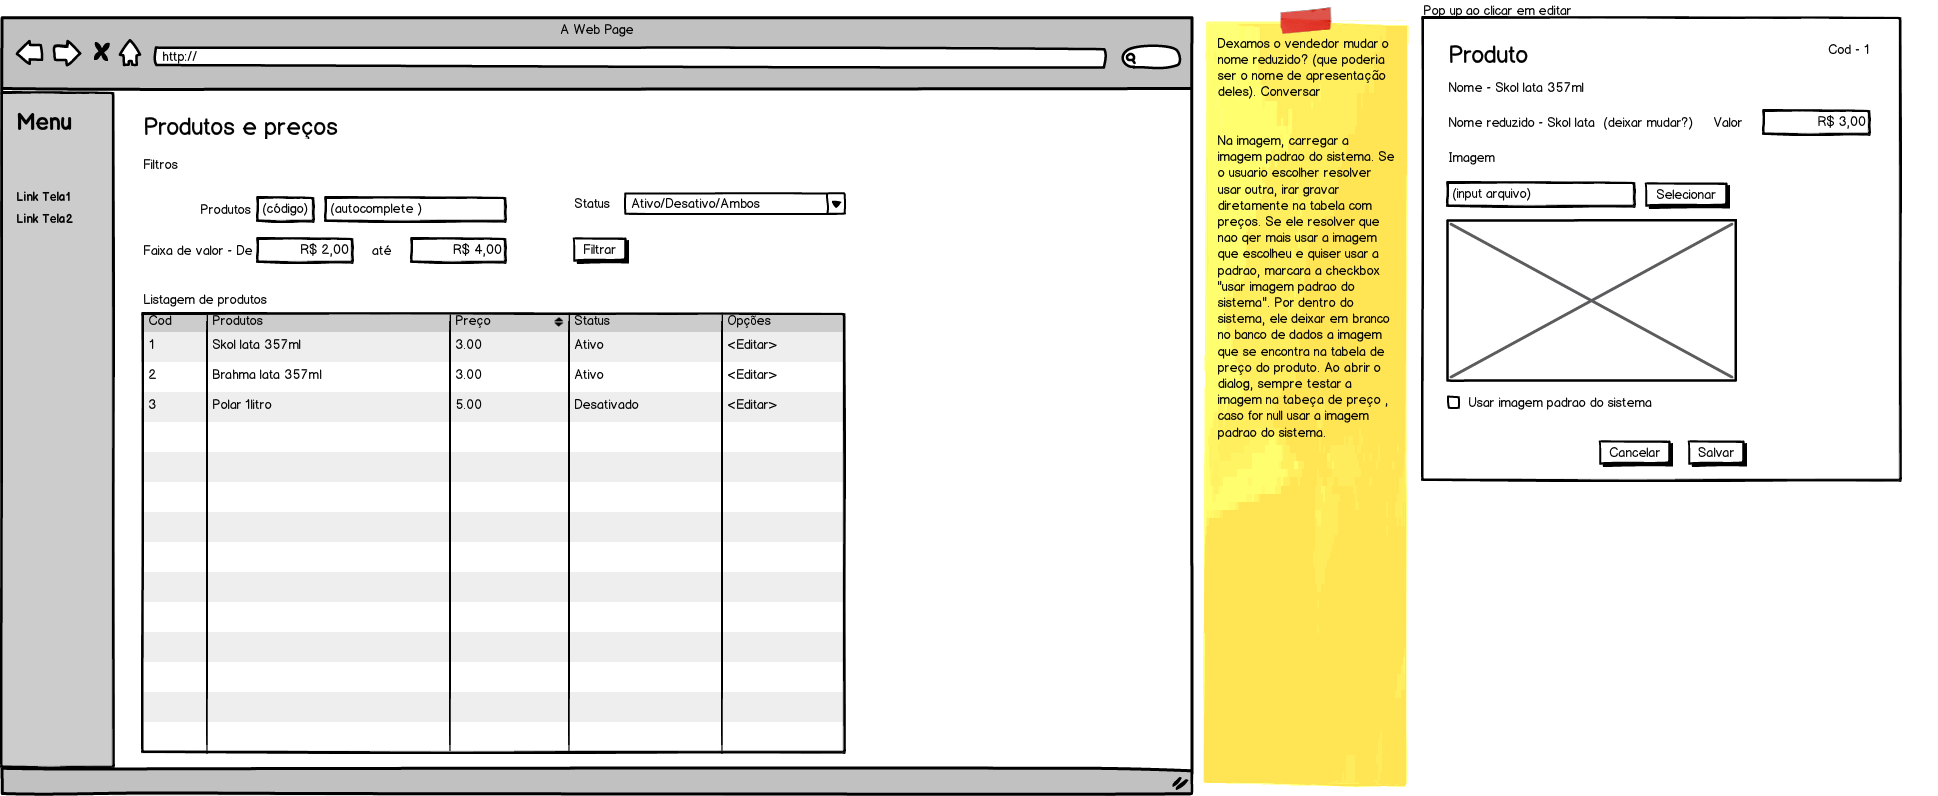 A Web Page
http://
Menu
Link Tela1
Link Tela2
Produtos e preços
Filtros
Produtos (código) (autocomplete )
Status Ativo/Desativo/Ambos
Faixa de valor - De R$ 2,00 até R$ 4,00
Filtrar
Listagem de produtos
Cod Produtos Preço Status Opções
1 Skol lata 357ml 3.00 Ativo <Editar>
2 Brahma lata 357ml 3.00 Ativo <Editar>
3 Polar 1litro 5.00 Desativado <Editar>
Dexamos o vendedor mudar o
nome reduzido? (que poderia
ser o nome de apresentação
deles). Conversar
Na imagem, carregar a
imagem padrao do sistema. Se
o usuario escolher resolver
usar outra, irar gravar
diretamente na tabela com
preços. Se ele resolver que
nao qer mais usar a imagem
que escolheu e quiser usar a
padrao, marcara a checkbox
"usar imagem padrao do
sistema". Por dentro do
sistema, ele deixar em branco
no banco de dados a imagem
que se encontra na tabela de
preço do produto. Ao abrir o
dialog, sempre testar a
imagem na tabeça de preço ,
caso for null usar a imagem
padrao do sistema.
Pop up ao clicar em editar
Produto
Cod - 1
Nome - Skol lata 357ml
Nome reduzido - Skol lata (deixar mudar?) Valor R$ 3,00
Imagem
(input arquivo) Selecionar
Usar imagem padrao do sistema
Cancelar Salvar